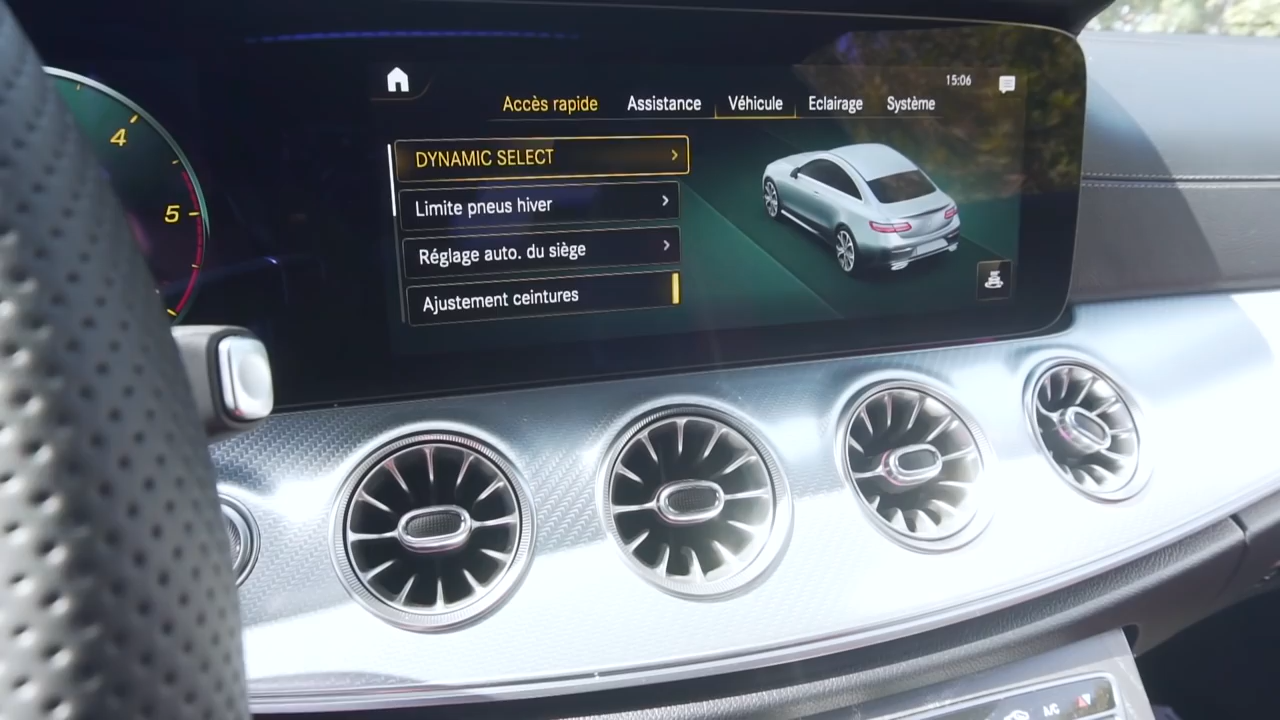 15:06
Accès rapide Assistance Véhicule Eclairage Système
DYNAMIC SELECT
Limite pneus hiver
Réglage auto. du siège
Ajustement ceintures
4
5
A/C